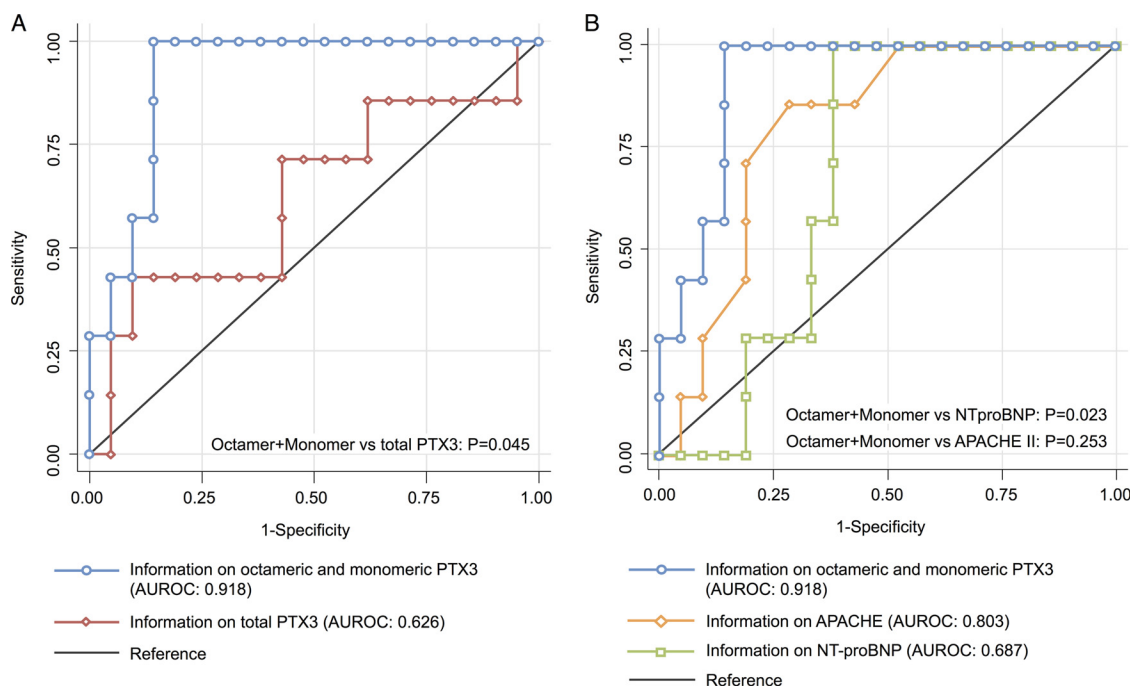 A
1.00
0.75
0.50
0.25
0.00
Sensitivity
Octamer+Monomer vs total PTX3: P=0.045
0.00 0.25 0.50 0.75 1.00
1-Specificity
Information on octameric and monomeric PTX3
(AUROC: 0.918)
Information on total PTX3 (AUROC: 0.626)
Reference
B
1.00
0.75
0.50
0.25
0.00
Sensitivity
Octamer+Monomer vs NTproBNP: P=0.023
Octamer+Monomer vs APACHE II: P=0.253
0.00 0.25 0.50 0.75 1.00
1-Specificity
Information on octameric and monomeric PTX3
(AUROC: 0.918)
Information on APACHE (AUROC: 0.803)
Information on NT-proBNP (AUROC: 0.687)
Reference